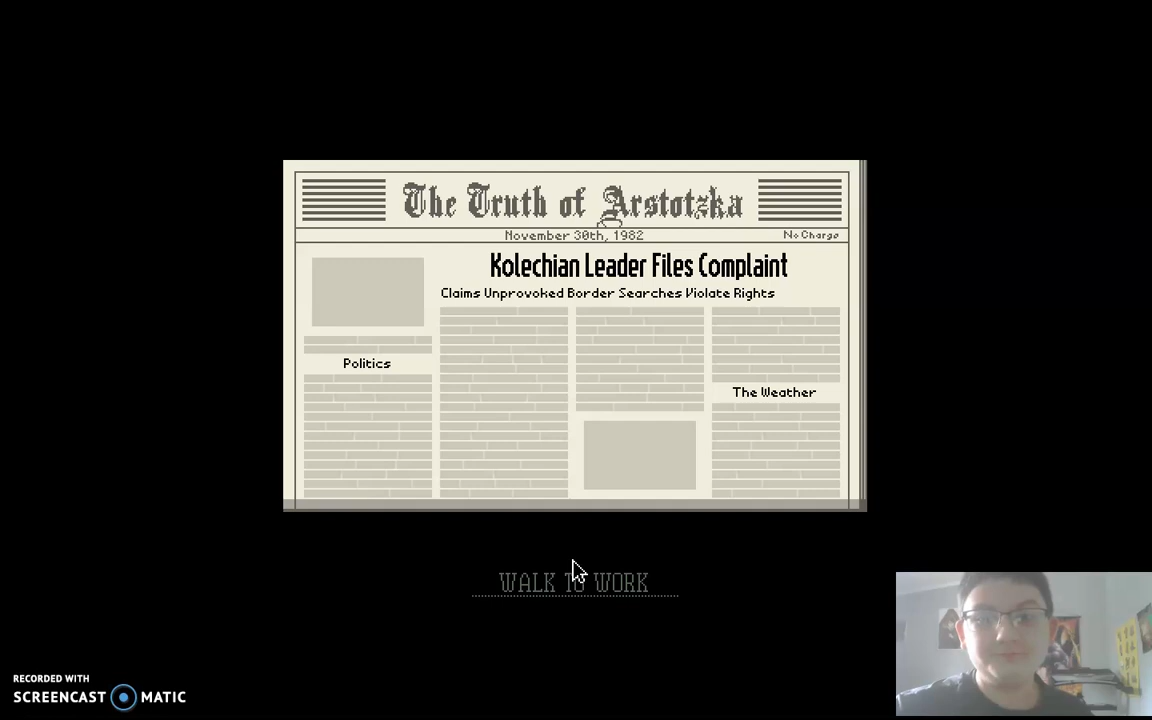 The Truth of Arstotzka
November 30th, 1982
No Charge
Kolechian Leader Files Complaint
Claims Unprovoked Border Searches Violate Rights
Politics
The Weather
WALK TO WORK
RECORDED WITH
SCREENCAST MATIC